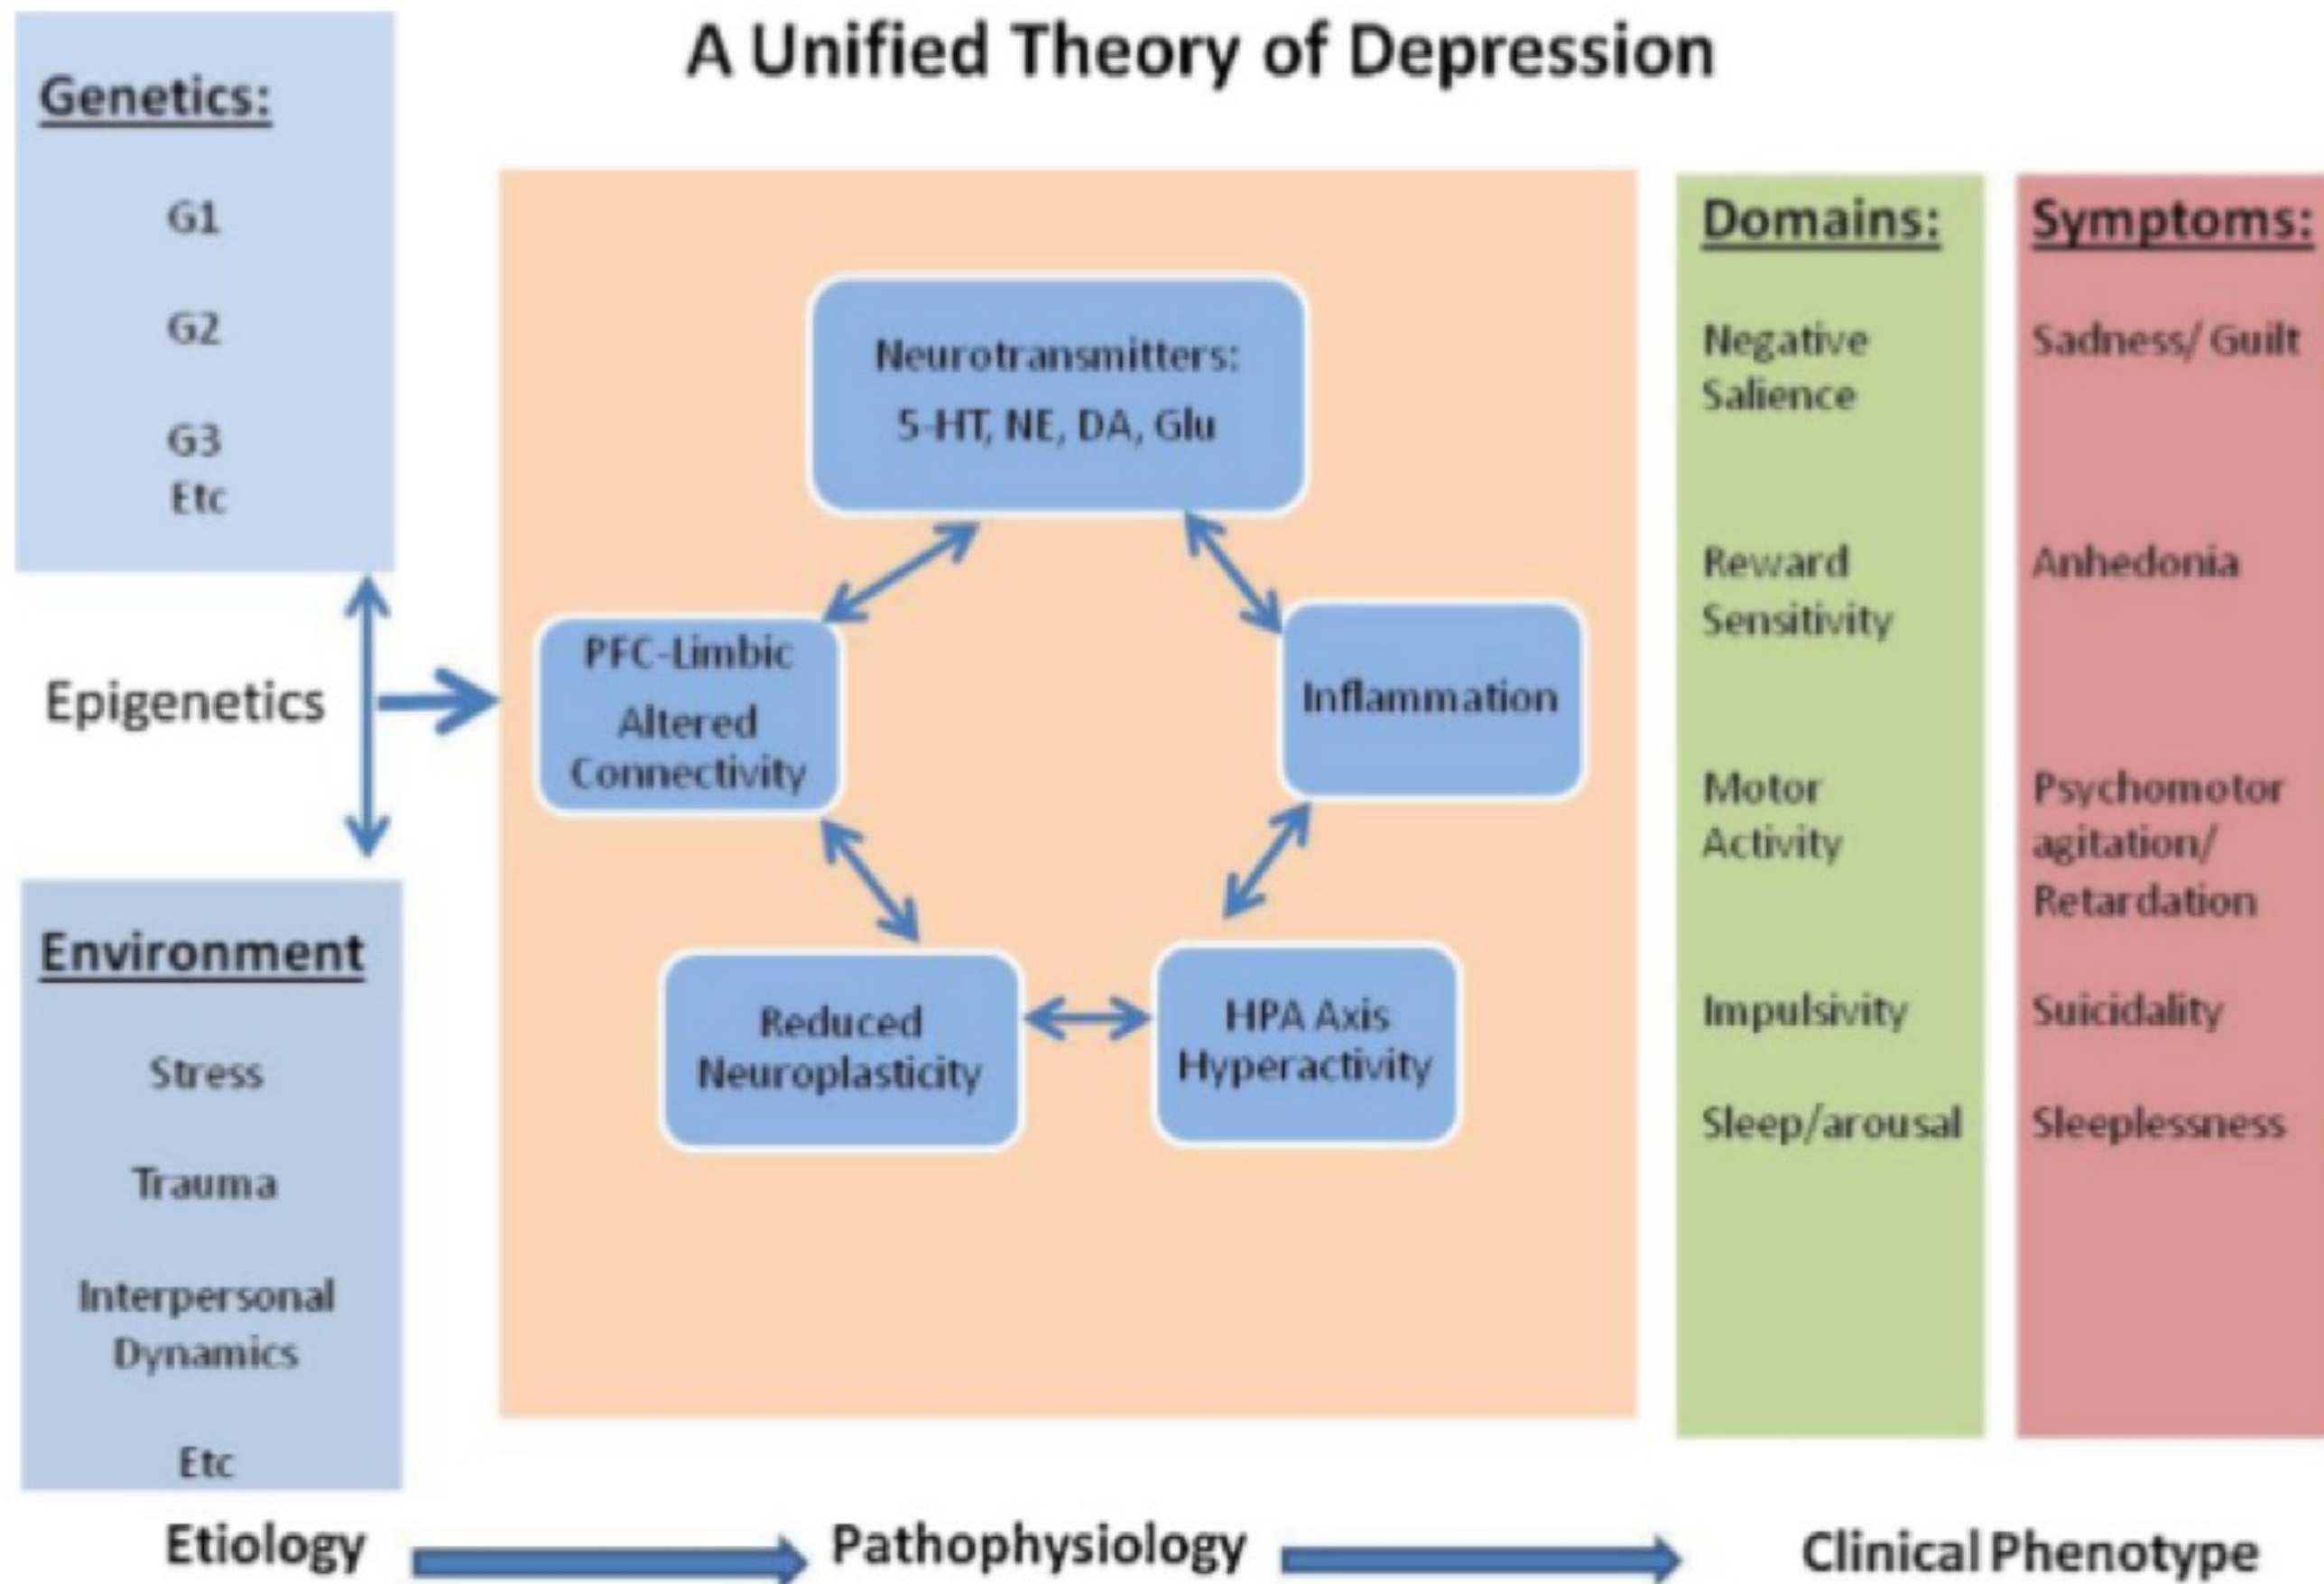 A Unified Theory of Depression
Genetics:
G1
G2
G3
Etc
Epigenetics
Environment
Stress
Trauma
Interpersonal
Dynamics
Etc
Neurotransmitters:
5-HT, NE, DA, Glu
PFC-Limbic
Altered
Connectivity
Inflammation
Reduced
Neuroplasticity
HPA Axis
Hyperactivity
Domains:
Negative
Salience
Reward
Sensitivity
Motor
Activity
Impulsivity
Sleep/arousal
Symptoms:
Sadness/ Guilt
Anhedonia
Psychomotor
agitation/
Retardation
Suicidality
Sleeplessness
Etiology
Pathophysiology
Clinical Phenotype